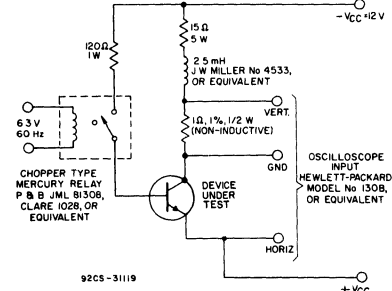 -VCC=12V
15Ω
5 W
120Ω
1W
2.5 mH
J W MILLER No 4533,
OR EQUIVALENT
6.3 V
60 Hz
VERT.
1Ω, 1%, 1/2 W
(NON-INDUCTIVE)
GND
OSCILLOSCOPE
INPUT
HEWLETT-PACKARD
MODEL No 130B,
OR EQUIVALENT
CHOPPER TYPE
MERCURY RELAY
P & B JML 81308,
CLARE 1028, OR
EQUIVALENT
DEVICE
UNDER
TEST
HORIZ
92CS-31119
+VCC